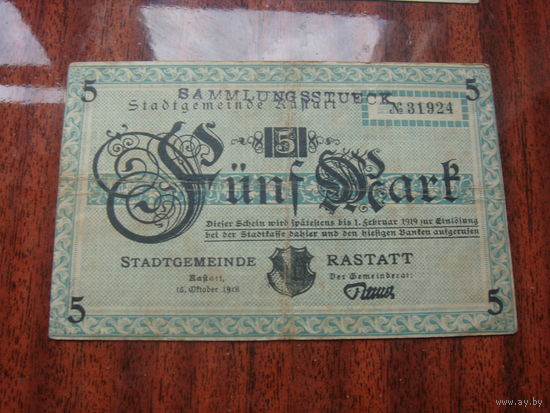 5 5
SAMMLUNGSSTUECK
Stadtgemeinde Rastatt
№ 31924
5
Fünf Mark
Dieser Schein wird spätestens bis 1. Februar 1919 zur Einlösung
bei der Stadtkasse dahier und den hiesigen Banken aufgerufen
STADTGEMEINDE RASTATT
Rastatt, Der Gemeinderat:
16. Oktober 1918
5 5
www.ay.by